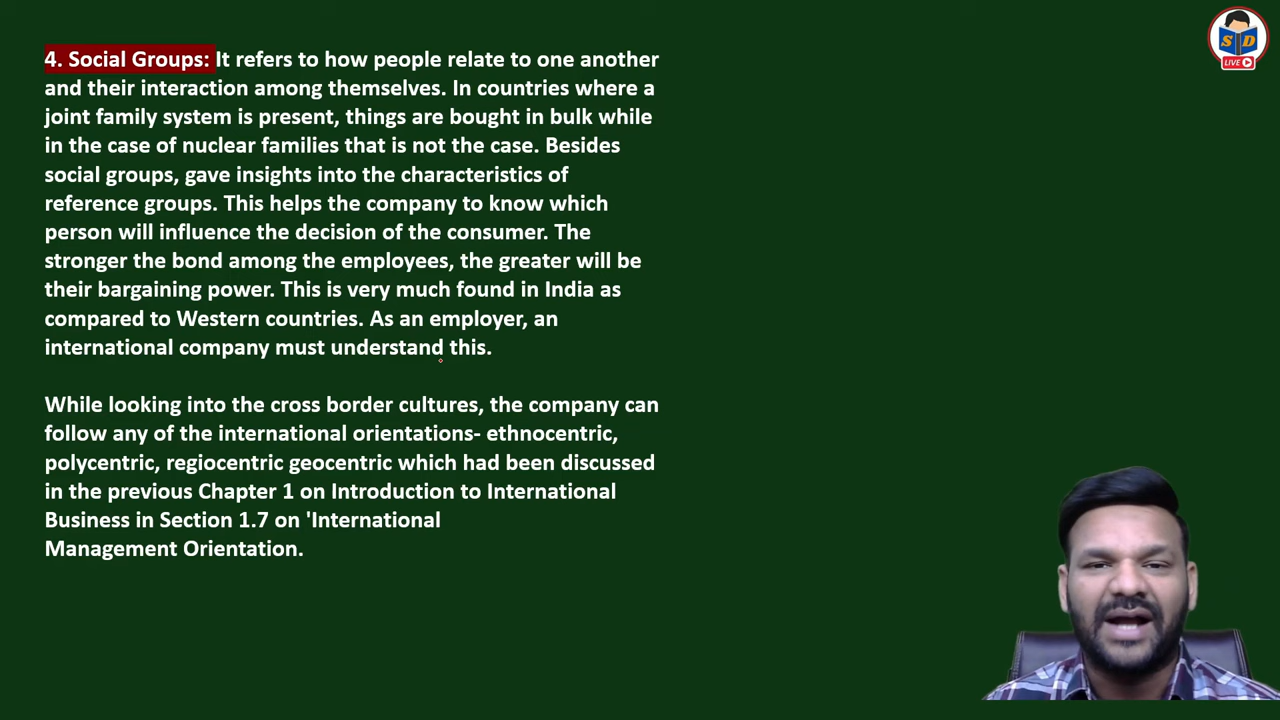 4. Social Groups: It refers to how people relate to one another
and their interaction among themselves. In countries where a
joint family system is present, things are bought in bulk while
in the case of nuclear families that is not the case. Besides
social groups, gave insights into the characteristics of
reference groups. This helps the company to know which
person will influence the decision of the consumer. The
stronger the bond among the employees, the greater will be
their bargaining power. This is very much found in India as
compared to Western countries. As an employer, an
international company must understand this.
While looking into the cross border cultures, the company can
follow any of the international orientations- ethnocentric,
polycentric, regiocentric geocentric which had been discussed
in the previous Chapter 1 on Introduction to International
Business in Section 1.7 on 'International
Management Orientation.
S D
LIVE